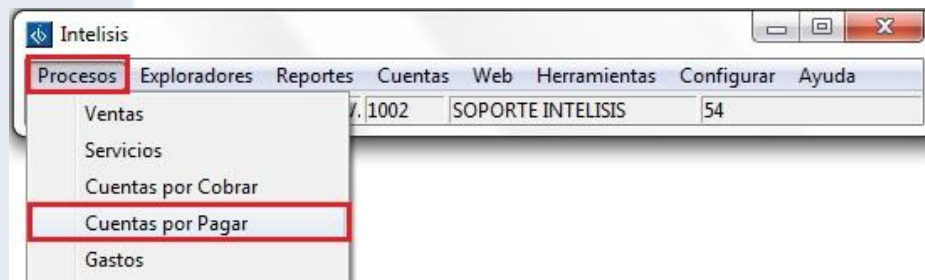 Intelisis
Procesos Exploradores Reportes Cuentas Web Herramientas Configurar Ayuda
V. 1002 SOPORTE INTELISIS 54
Ventas
Servicios
Cuentas por Cobrar
Cuentas por Pagar
Gastos